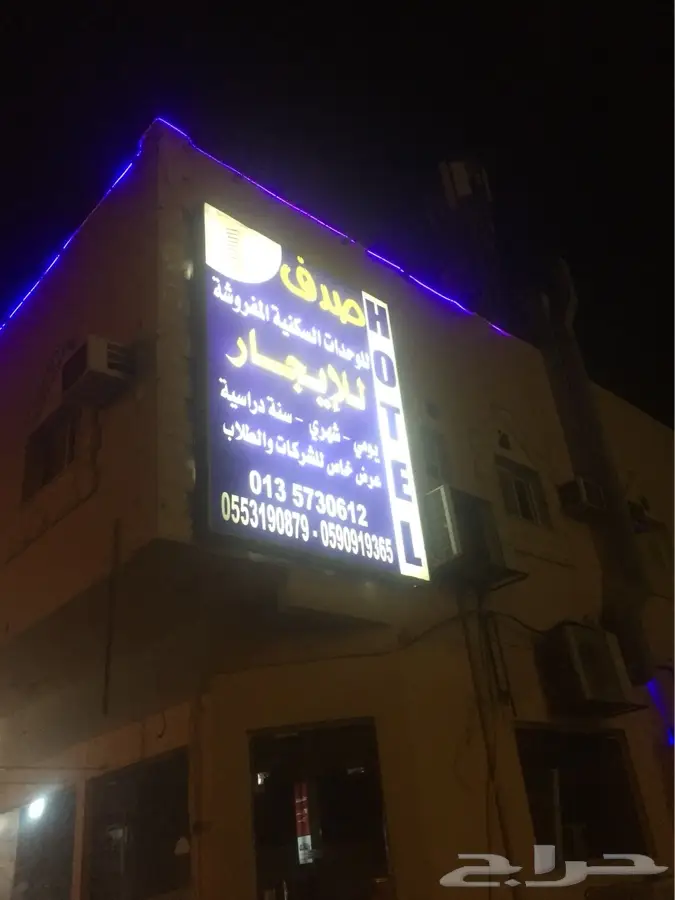 صدف
للوحدات السكنية المفروشة
للإيجار
يومي - شهري - سنة دراسية
عرض خاص للشركات والطلاب
013 5730612
0553190879 - 0590919365
HOTEL
حراج